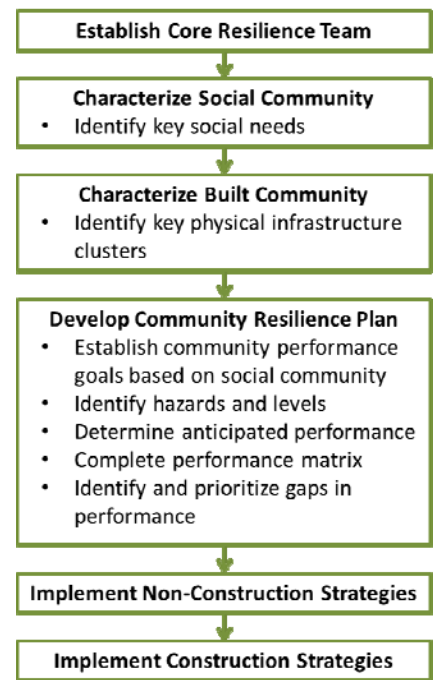 Establish Core Resilience Team
Characterize Social Community
• Identify key social needs
Characterize Built Community
• Identify key physical infrastructure
clusters
Develop Community Resilience Plan
• Establish community performance
goals based on social community
• Identify hazards and levels
• Determine anticipated performance
• Complete performance matrix
• Identify and prioritize gaps in
performance
Implement Non-Construction Strategies
Implement Construction Strategies